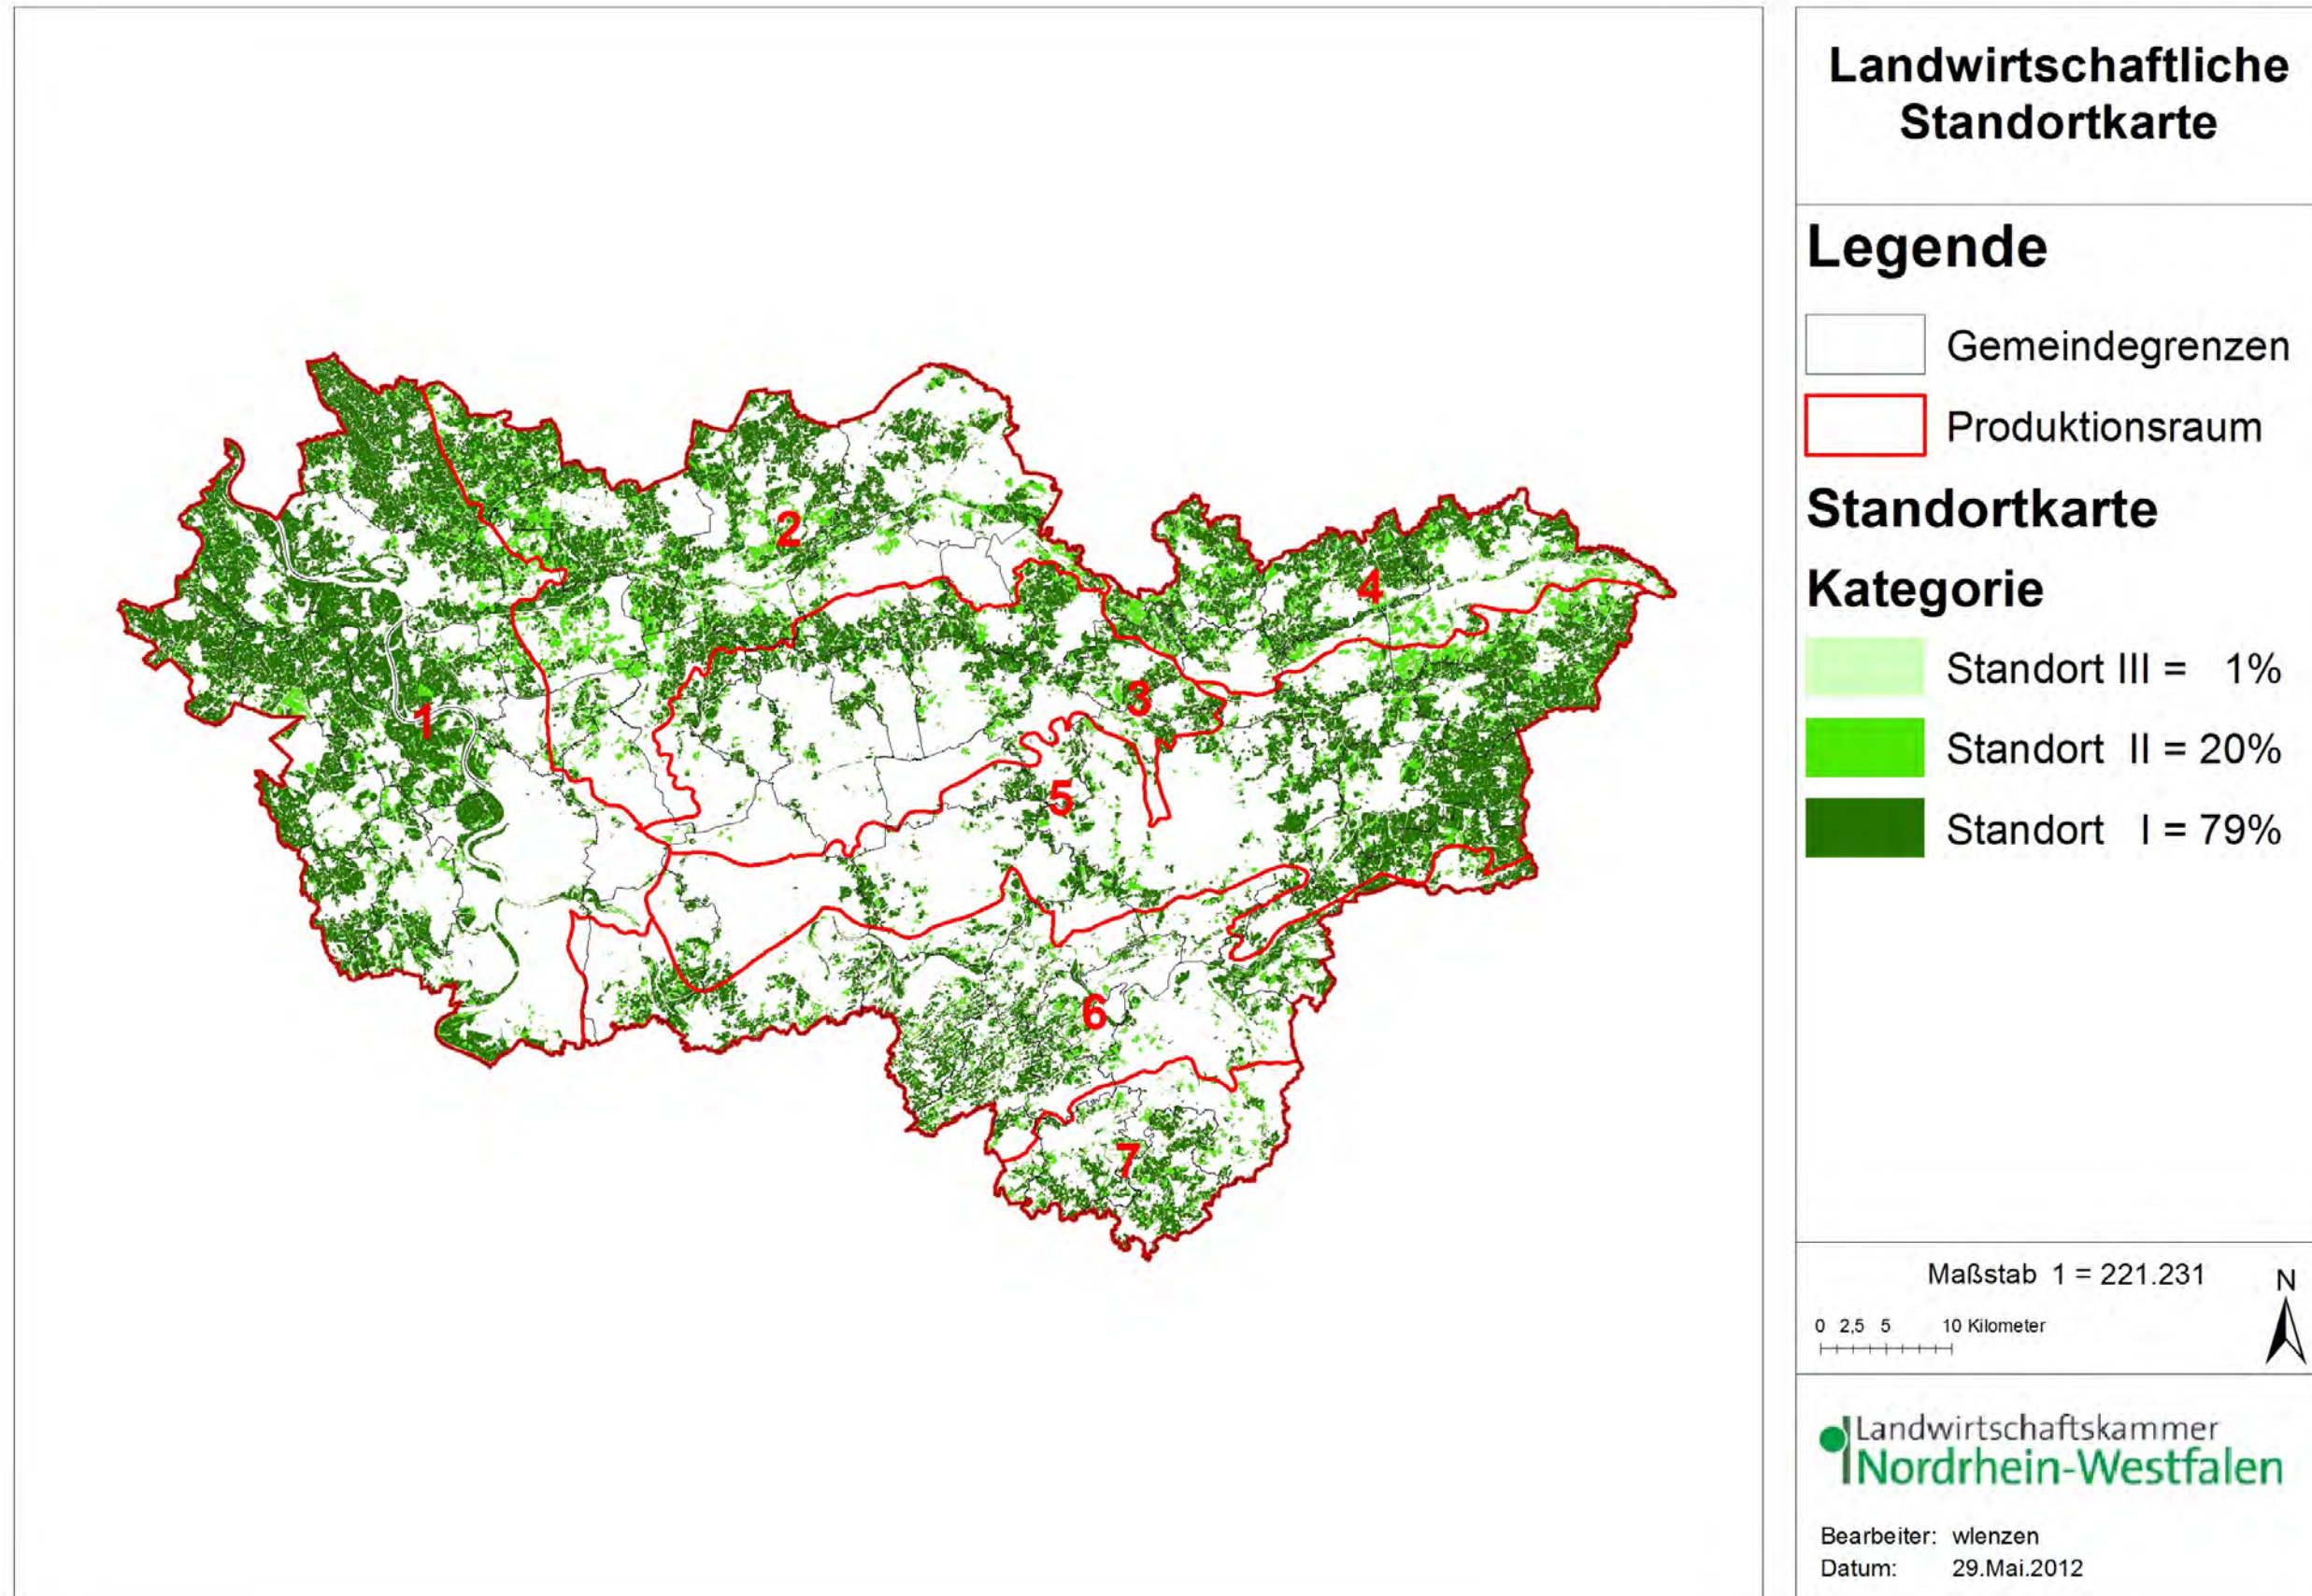 Landwirtschaftliche
Standortkarte
Legende
Gemeindegrenzen
Produktionsraum
Standortkarte
Kategorie
Standort III = 1%
Standort II = 20%
Standort I = 79%
2
4
3
1
5
6
7
Maßstab 1 = 221.231
N
0 2,5 5 10 Kilometer
Landwirtschaftskammer
Nordrhein-Westfalen
Bearbeiter: wlenzen
Datum: 29.Mai.2012